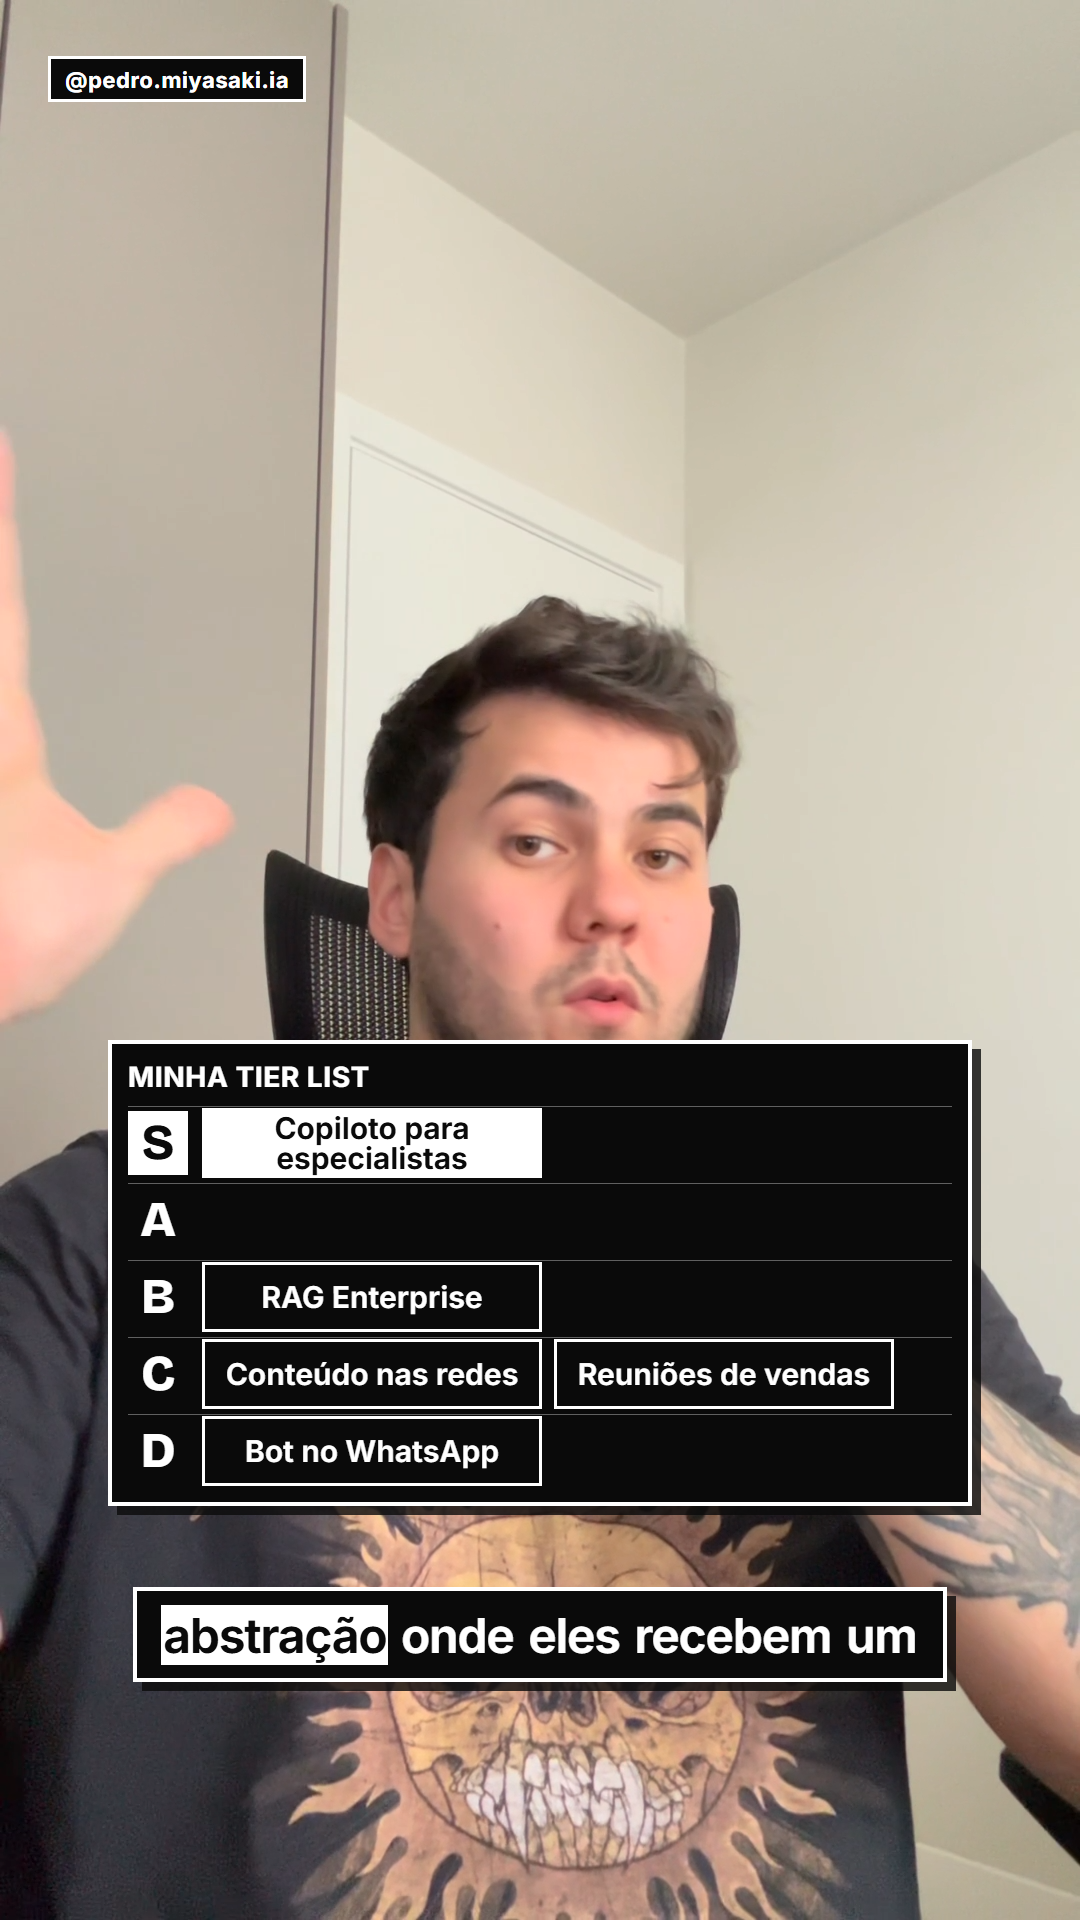 @pedro.miyasaki.ia
MINHA TIER LIST
S
Copiloto para
especialistas
A
B
RAG Enterprise
C
Conteúdo nas redes
Reuniões de vendas
D
Bot no WhatsApp
abstração onde eles recebem um